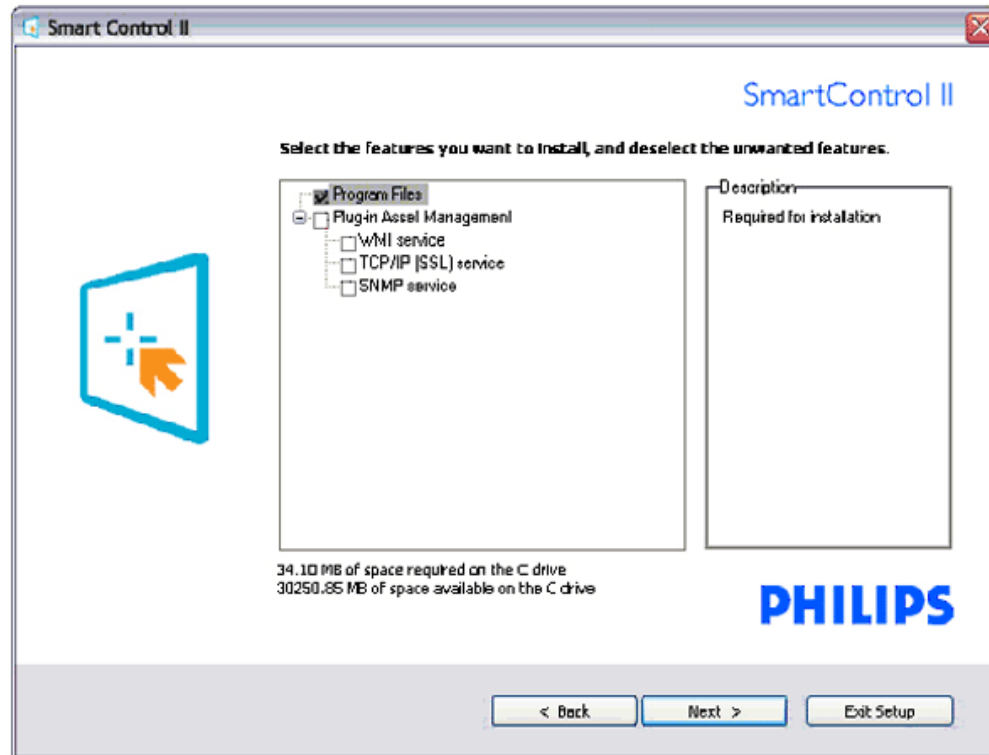 Smart Control II
SmartControl II
Select the features you want to install, and deselect the unwanted features.
Program Files
Plug-in Asset Management
WMI service
TCP/IP (SSL) service
SNMP service
Description
Required for installation
34.10 MB of space required on the C drive
30250.85 MB of space available on the C drive
PHILIPS
< Back
Next >
Exit Setup